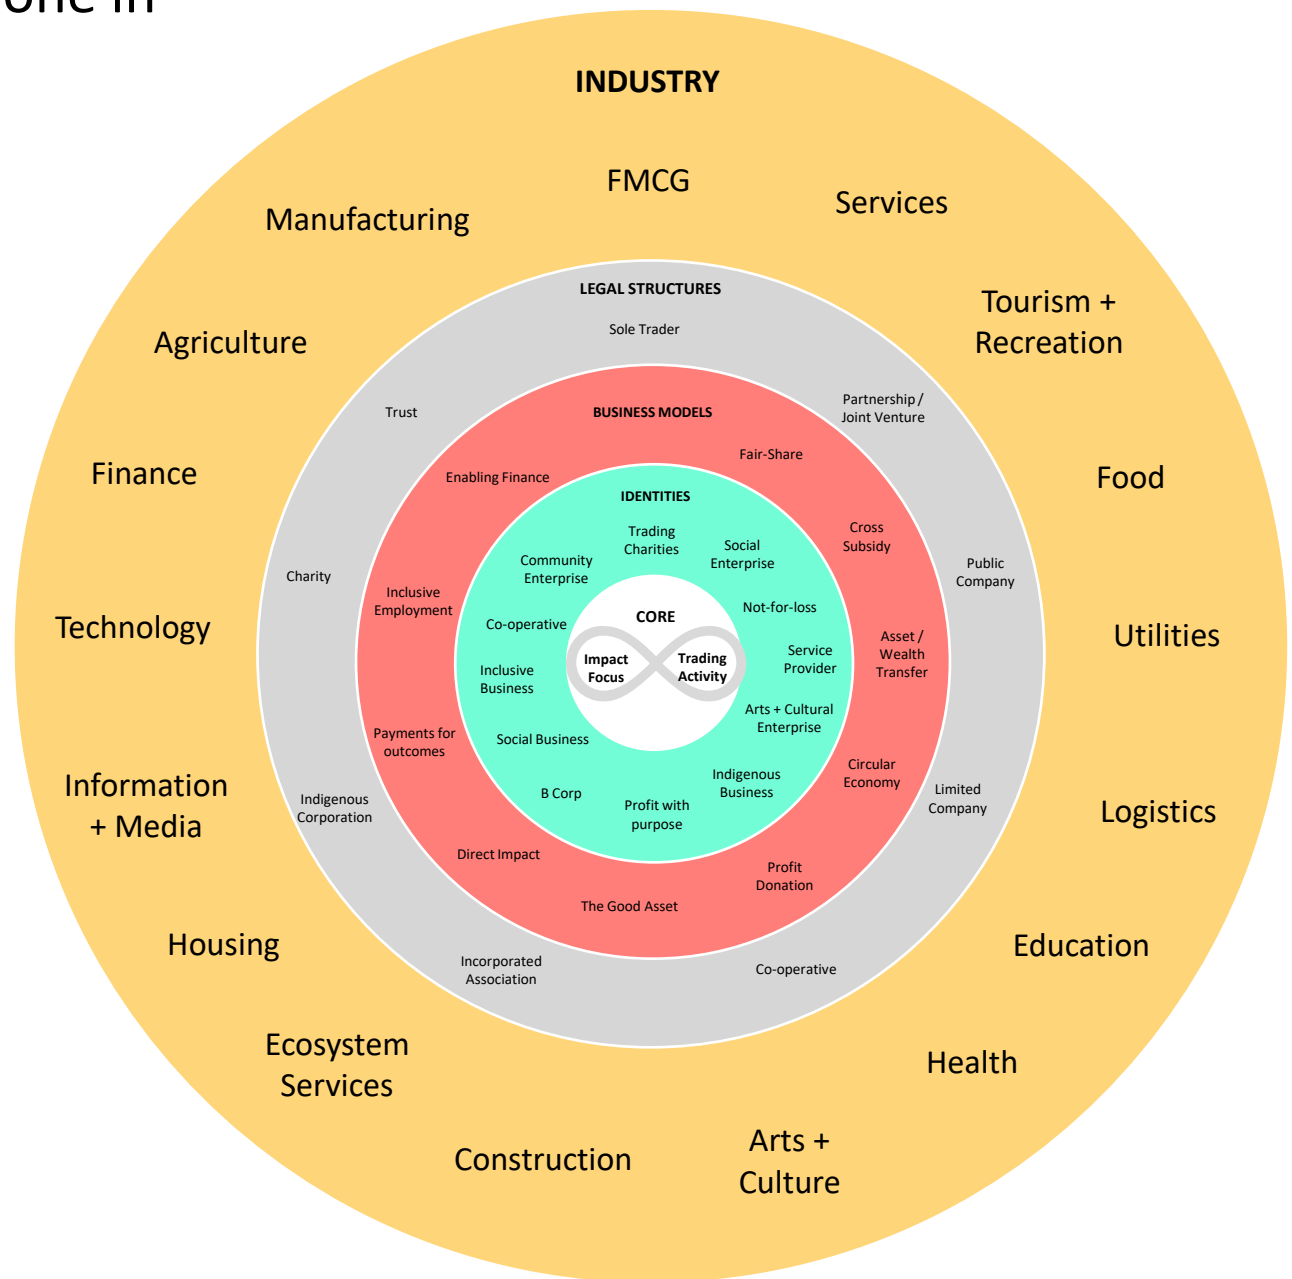 one in
INDUSTRY
FMCG
Services
Tourism +
Recreation
Food
Utilities
Logistics
Education
Health
Arts +
Culture
Construction
Ecosystem
Services
Housing
Information
+ Media
Technology
Finance
Agriculture
Manufacturing
LEGAL STRUCTURES
Sole Trader
Partnership /
Joint Venture
Public
Company
Limited
Company
Co-operative
Incorporated
Association
Indigenous
Corporation
Charity
Trust
BUSINESS MODELS
Fair-Share
Cross
Subsidy
Asset /
Wealth
Transfer
Circular
Economy
Profit
Donation
The Good Asset
Direct Impact
Payments for
outcomes
Inclusive
Employment
Enabling Finance
IDENTITIES
Trading
Charities
Social
Enterprise
Not-for-loss
Service
Provider
Arts + Cultural
Enterprise
Indigenous
Business
Profit with
purpose
B Corp
Social Business
Inclusive
Business
Co-operative
Community
Enterprise
CORE
Impact
Focus
Trading
Activity